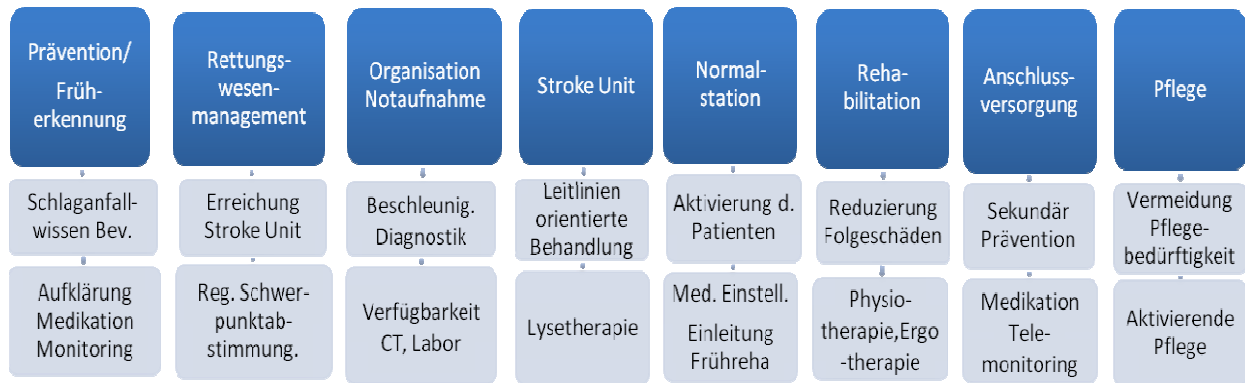 Prävention/
Früh-
erkennung
Rettungs-
wesen-
management
Organisation
Notaufnahme
Stroke Unit
Normal-
station
Reha-
bilitation
Anschluss-
versorgung
Pflege
Schlaganfall-
wissen Bev.
Erreichung
Stroke Unit
Beschleunig.
Diagnostik
Leitlinien
orientierte
Behandlung
Aktivierung d.
Patienten
Reduzierung
Folgeschäden
Sekundär
Prävention
Vermeidung
Pflege-
bedürftigkeit
Aufklärung
Medikation
Monitoring
Reg. Schwer-
punktab-
stimmung.
Verfügbarkeit
CT, Labor
Lysetherapie
Med. Einstell.
Einleitung
Frühreha
Physio-
therapie,Ergo
-therapie
Medikation
Tele-
monitoring
Aktivierende
Pflege